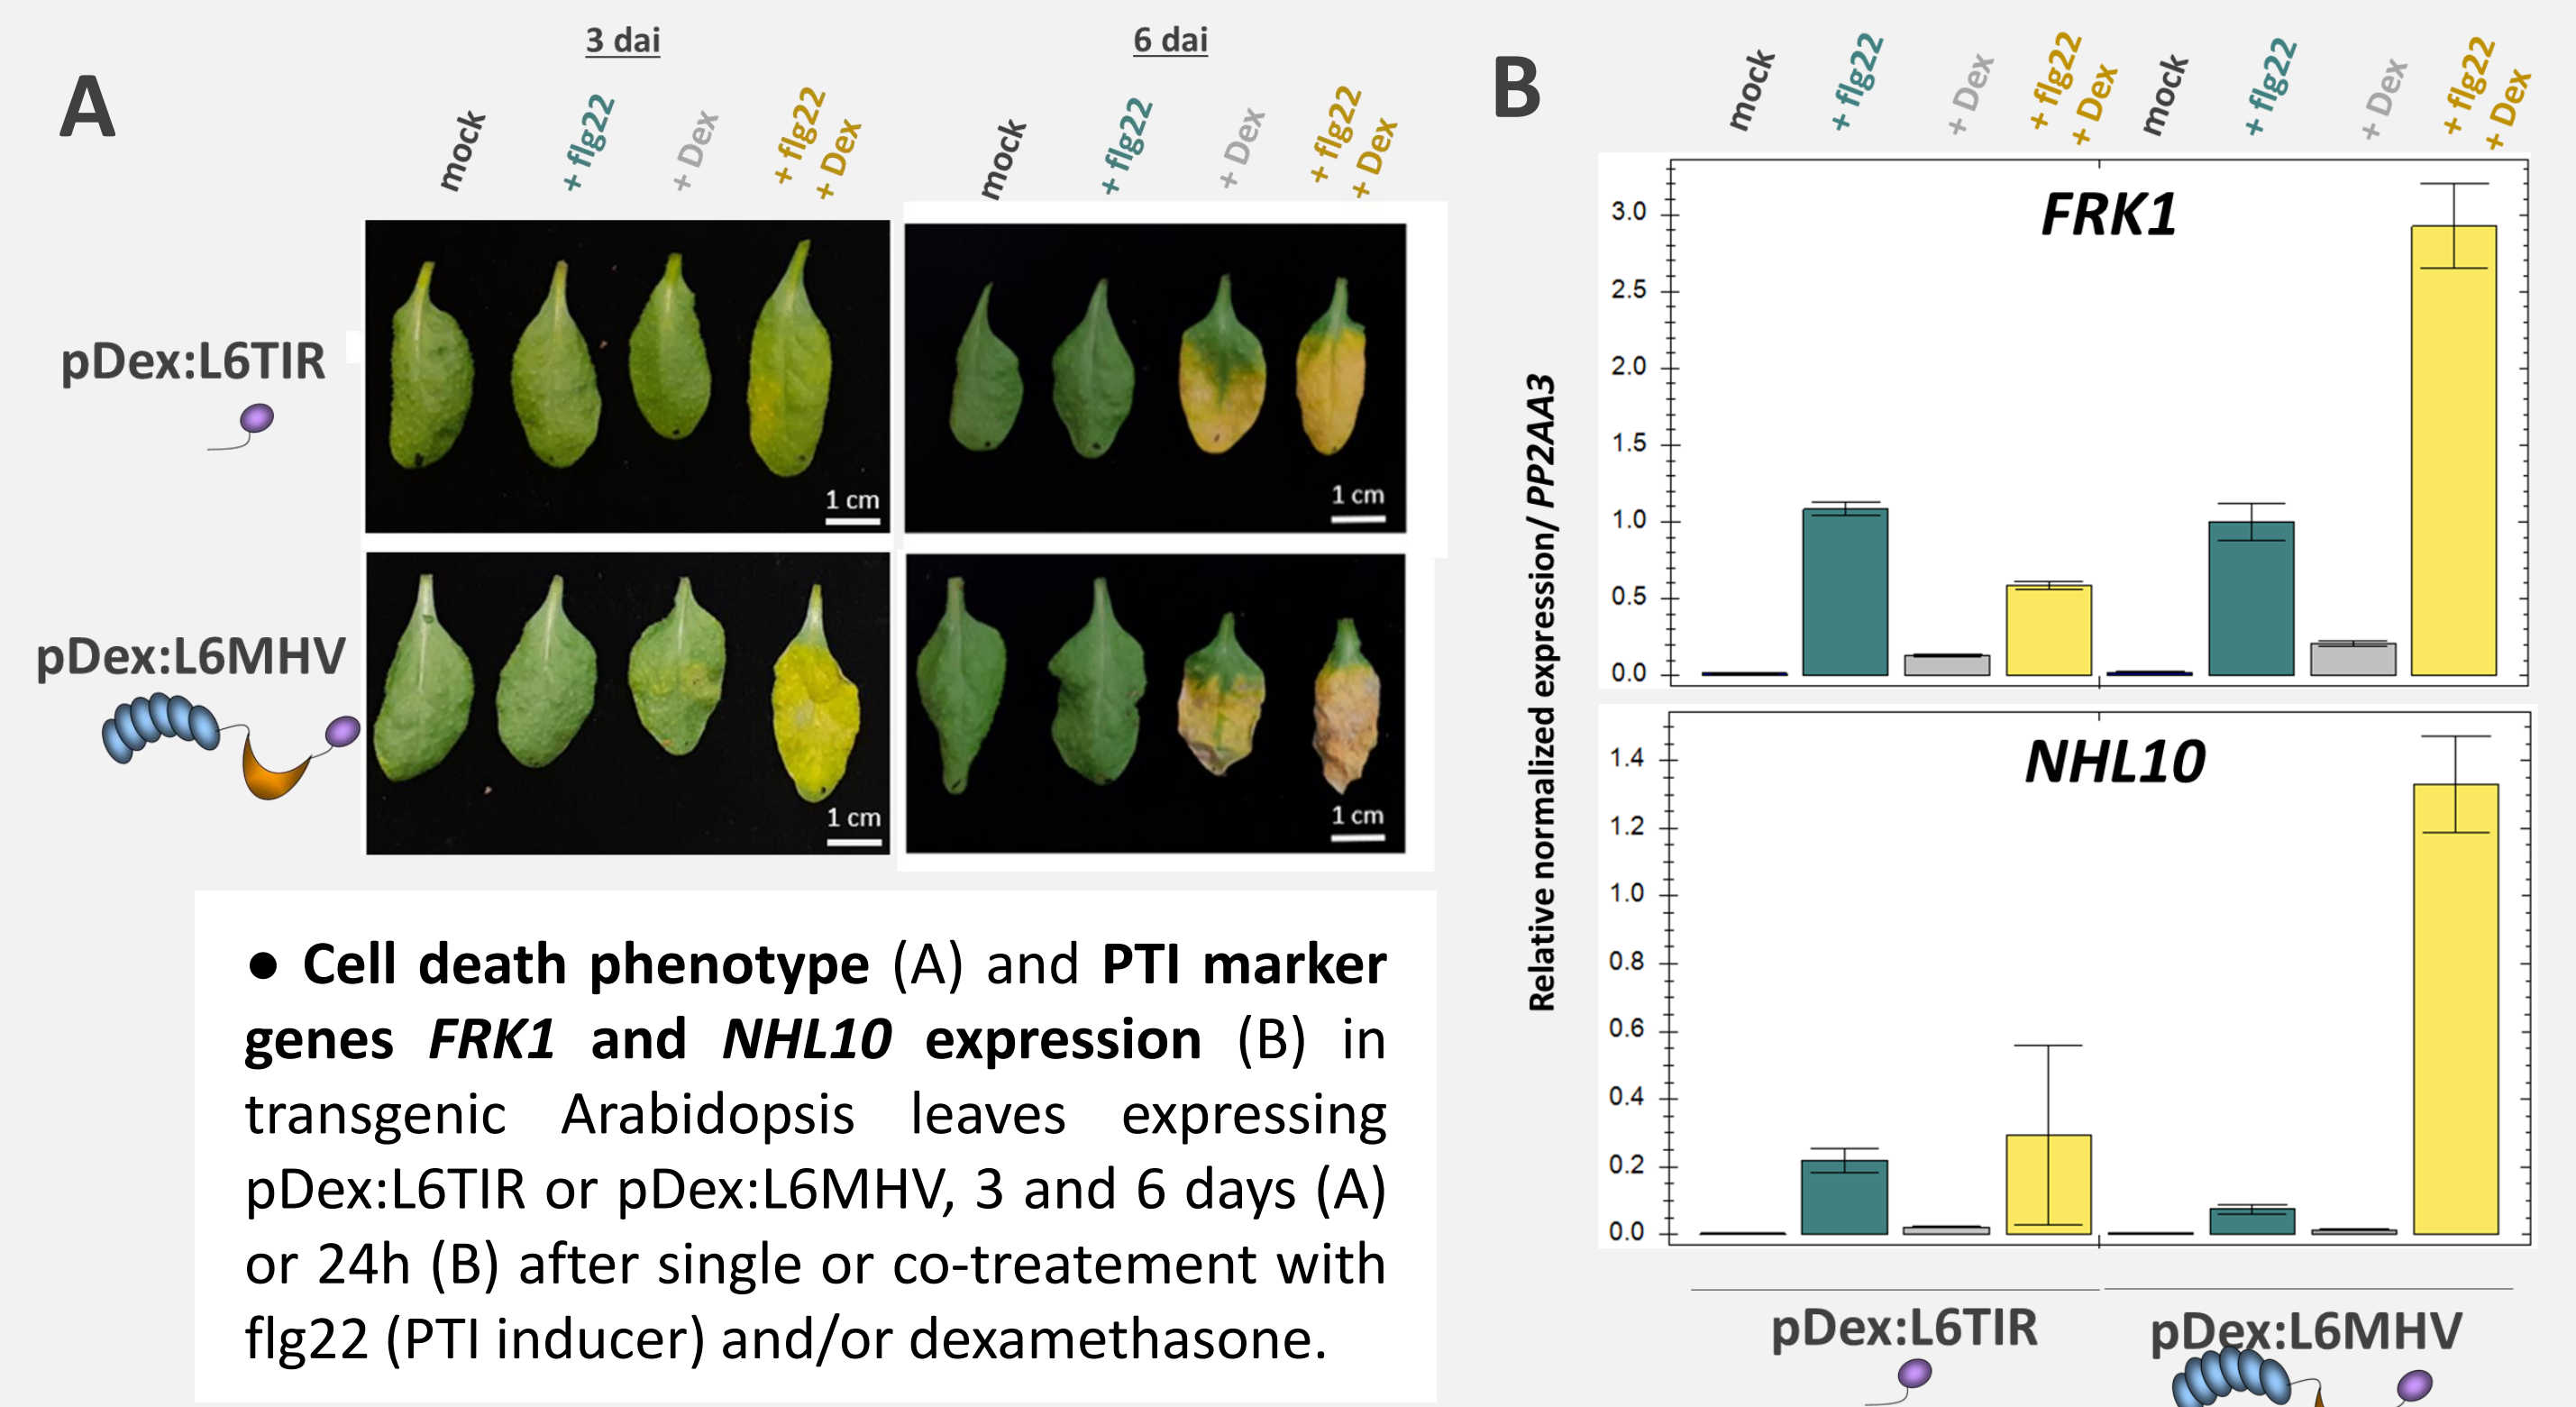 A
3 dai
6 dai
mock
+ flg22
+ Dex
+ flg22
+ Dex
mock
+ flg22
+ Dex
+ flg22
+ Dex
pDex:L6TIR
1 cm
1 cm
pDex:L6MHV
1 cm
1 cm
● Cell death phenotype (A) and PTI marker
genes FRK1 and NHL10 expression (B) in
transgenic Arabidopsis leaves expressing
pDex:L6TIR or pDex:L6MHV, 3 and 6 days (A)
or 24h (B) after single or co-treatement with
flg22 (PTI inducer) and/or dexamethasone.
B
mock
+ flg22
+ Dex
+ flg22
+ Dex
mock
+ flg22
+ Dex
+ flg22
+ Dex
Relative normalized expression/ PP2AA3
FRK1
3.0
2.5
2.0
1.5
1.0
0.5
0.0
NHL10
1.4
1.2
1.0
0.8
0.6
0.4
0.2
0.0
pDex:L6TIR
pDex:L6MHV